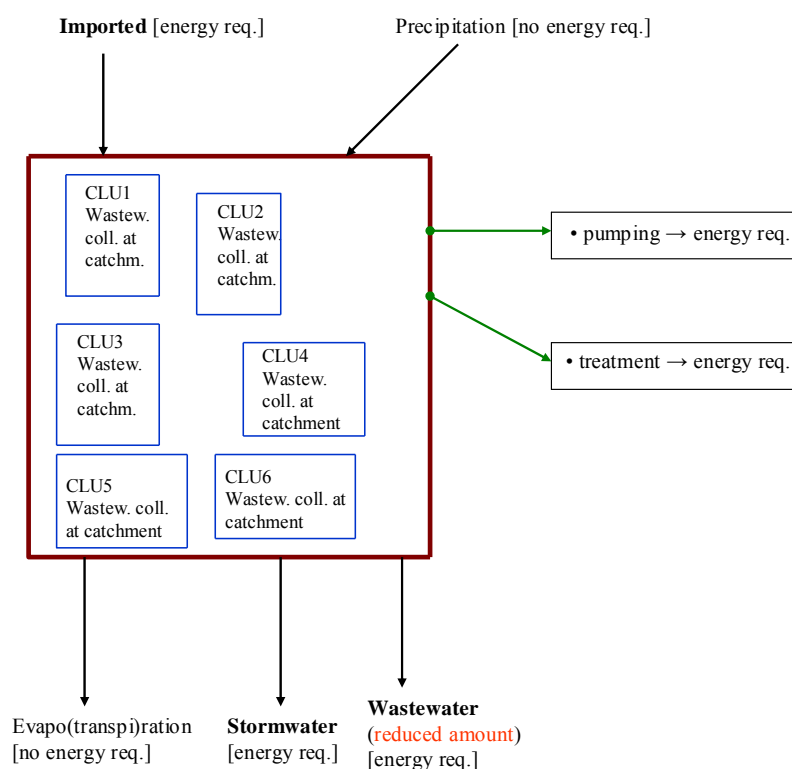 Imported [energy req.]
Precipitation [no energy req.]
CLU1
Wastew.
coll. at
catchm.
CLU2
Wastew.
coll. at
catchm.
• pumping → energy req.
CLU3
Wastew.
coll. at
catchm.
CLU4
Wastew.
coll. at
catchment
• treatment → energy req.
CLU5
Wastew. coll.
at catchment
CLU6
Wastew. coll. at
catchment
Evapo(transpi)ration
[no energy req.]
Stormwater
[energy req.]
Wastewater
(reduced amount)
[energy req.]